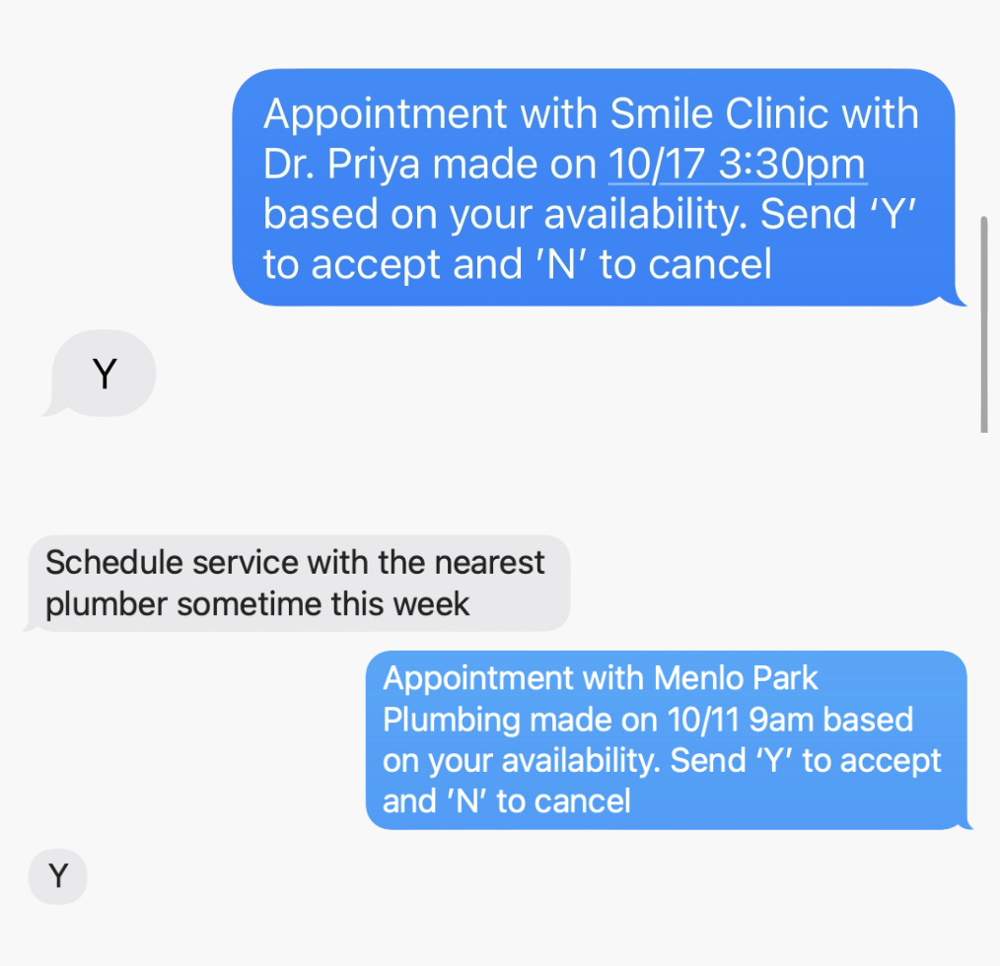 Appointment with Smile Clinic with
Dr. Priya made on 10/17 3:30pm
based on your availability. Send ‘Y’
to accept and ’N’ to cancel
Y
Schedule service with the nearest
plumber sometime this week
Appointment with Menlo Park
Plumbing made on 10/11 9am based
on your availability. Send ‘Y’ to accept
and ’N’ to cancel
Y